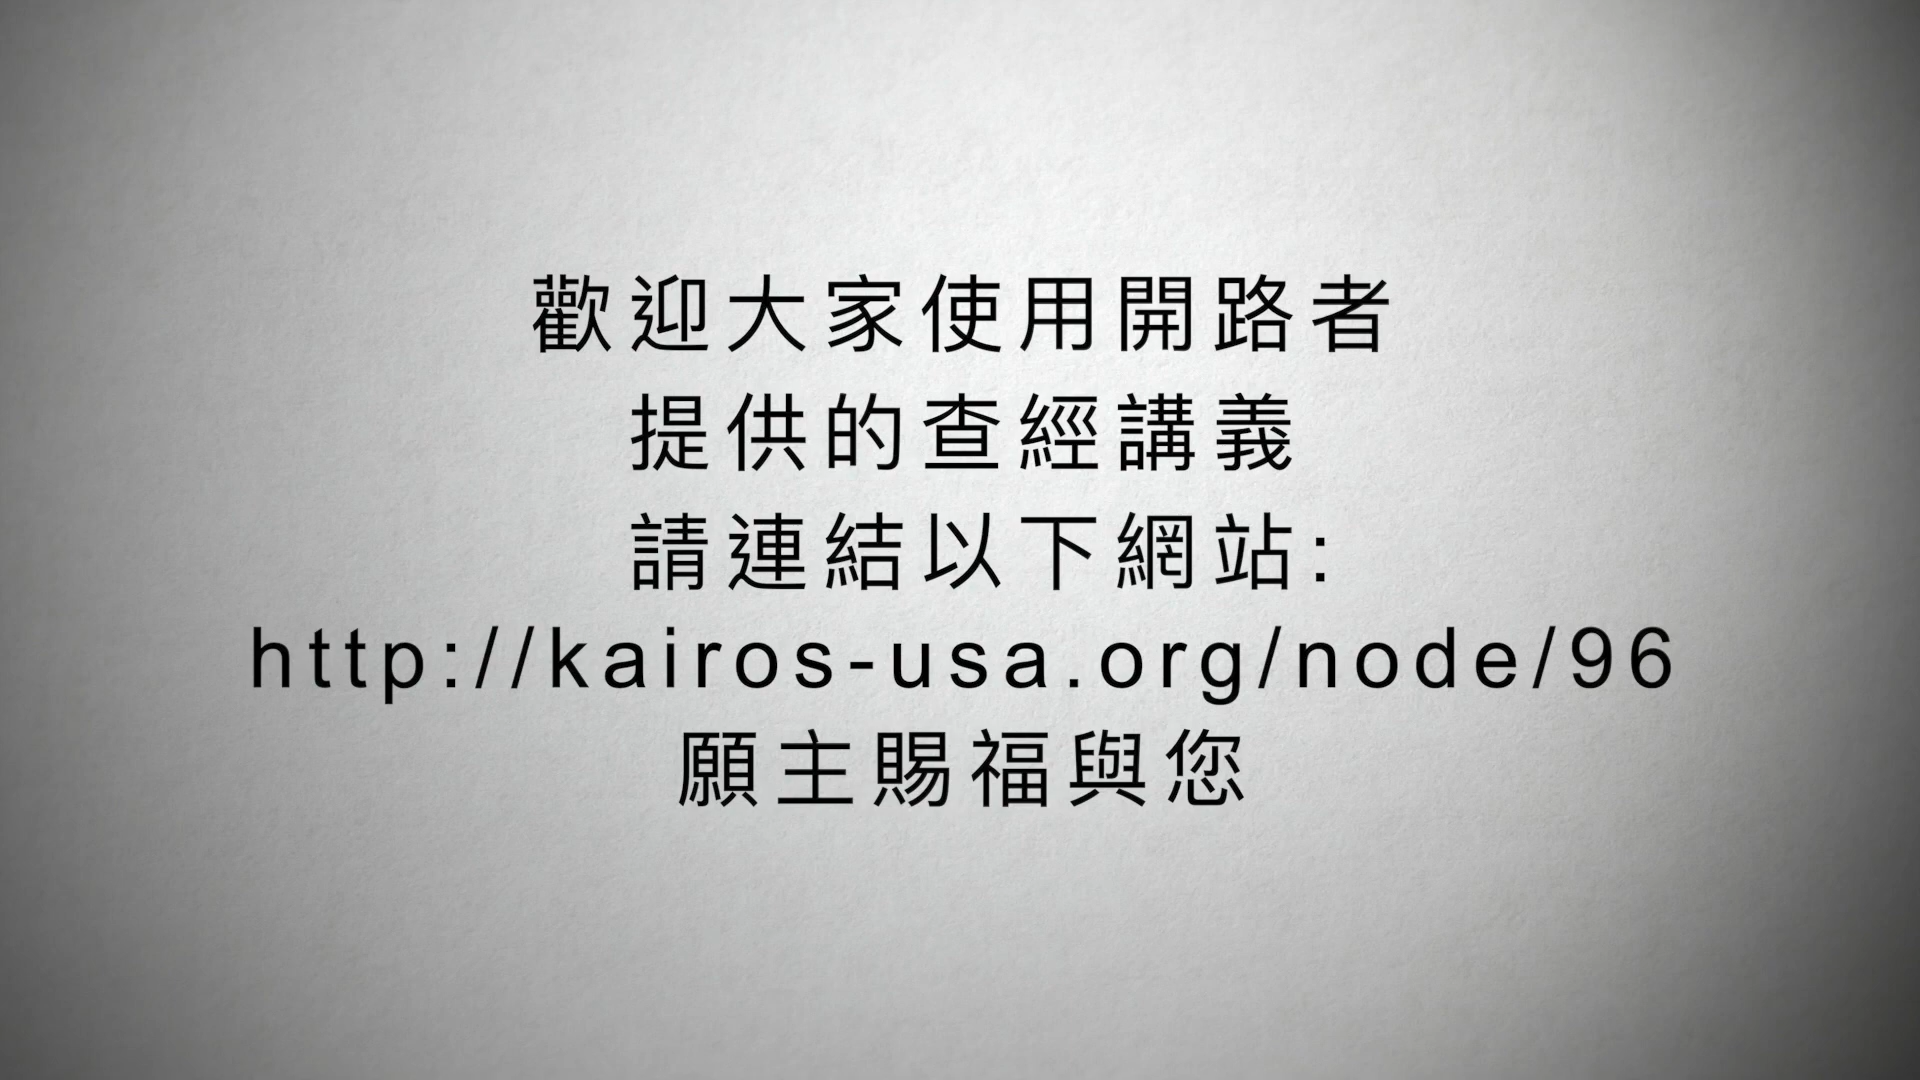 歡迎大家使用開路者
提供的查經講義
請連結以下網站:
http://kairos-usa.org/node/96
願主賜福與您